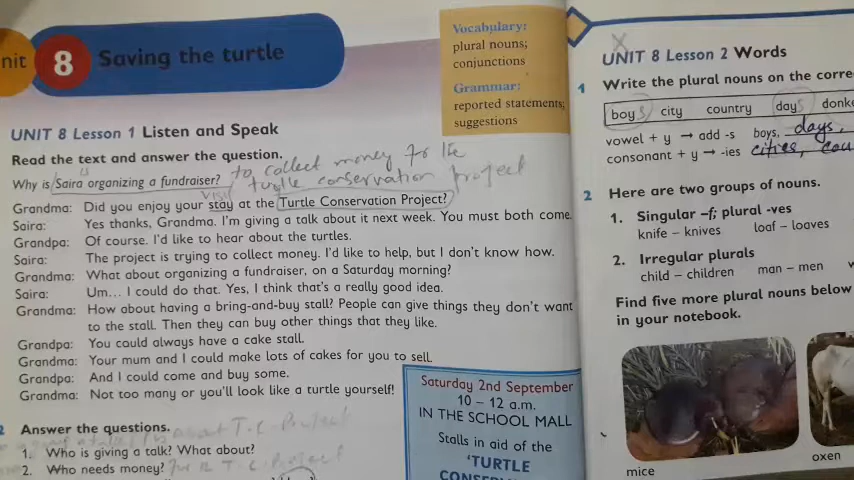 nit 8 Saving the turtle
Vocabulary:
plural nouns;
conjunctions
Grammar:
reported statements;
suggestions
UNIT 8 Lesson 1 Listen and Speak
Read the text and answer the question.
Why is Saira organizing a fundraiser? to collect money for the
turtle conservation project
visit
Grandma: Did you enjoy your stay at the Turtle Conservation Project?
Saira: Yes thanks, Grandma. I'm giving a talk about it next week. You must both come.
Grandpa: Of course. I'd like to hear about the turtles.
Saira: The project is trying to collect money. I'd like to help, but I don't know how.
Grandma: What about organizing a fundraiser, on a Saturday morning?
Saira: Um... I could do that. Yes, I think that's a really good idea.
Grandma: How about having a bring-and-buy stall? People can give things they don't want
to the stall. Then they can buy other things that they like.
Grandpa: You could always have a cake stall.
Grandma: Your mum and I could make lots of cakes for you to sell.
Grandpa: And I could come and buy some.
Grandma: Not too many or you'll look like a turtle yourself!
2 Answer the questions.
about T.C. Project
1. Who is giving a talk? What about?
2. Who needs money? T.C. Project
Saturday 2nd September
10 – 12 a.m.
IN THE SCHOOL MALL
Stalls in aid of the
'TURTLE
UNIT 8 Lesson 2 Words
1 Write the plural nouns on the corre
boys city country days donke
vowel + y → add -s boys, days,
consonant + y → -ies cities, cou
2 Here are two groups of nouns.
1. Singular –f; plural -ves
knife – knives loaf – loaves
2. Irregular plurals
child – children man – men
Find five more plural nouns below
in your notebook.
mice
oxen